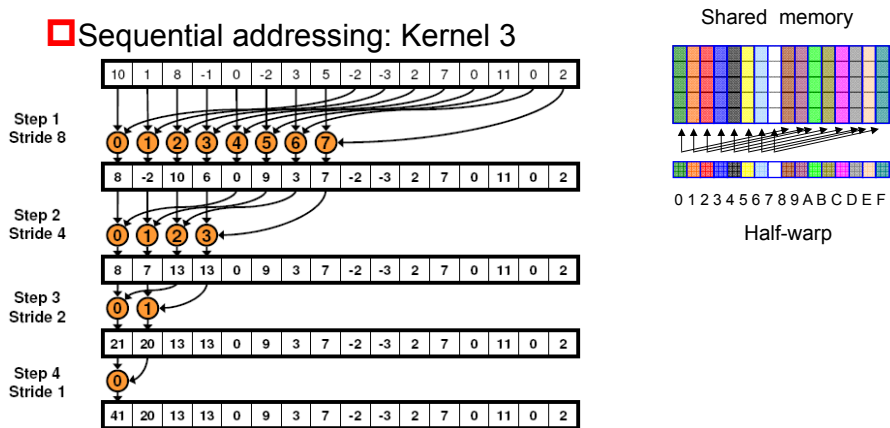 Sequential addressing: Kernel 3
10 1 8 -1 0 -2 3 5 -2 -3 2 7 0 11 0 2
Step 1
Stride 8
0 1 2 3 4 5 6 7
8 -2 10 6 0 9 3 7 -2 -3 2 7 0 11 0 2
Step 2
Stride 4
0 1 2 3
8 7 13 13 0 9 3 7 -2 -3 2 7 0 11 0 2
Step 3
Stride 2
0 1
21 20 13 13 0 9 3 7 -2 -3 2 7 0 11 0 2
Step 4
Stride 1
0
41 20 13 13 0 9 3 7 -2 -3 2 7 0 11 0 2
Shared memory
0 1 2 3 4 5 6 7 8 9 A B C D E F
Half-warp